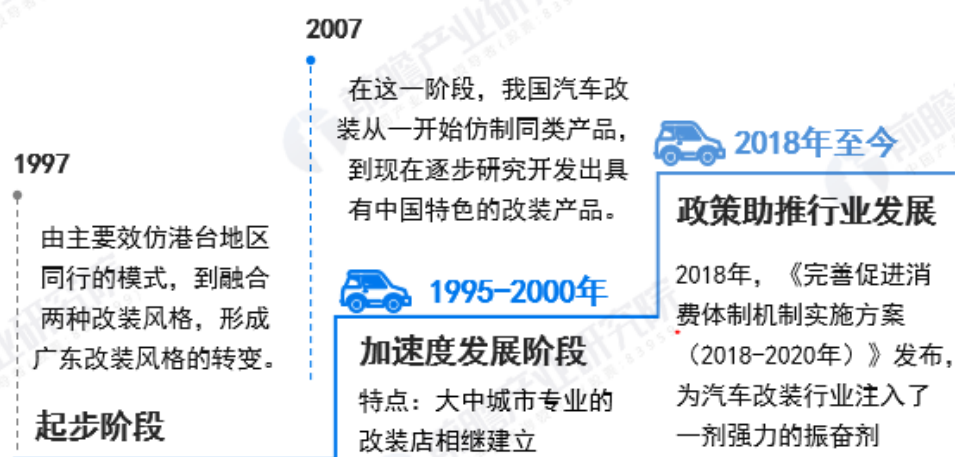 1997
由主要效仿港台地区
同行的模式，到融合
两种改装风格，形成
广东改装风格的转变。
起步阶段
2007
在这一阶段，我国汽车改
装从一开始仿制同类产品，
到现在逐步研究开发出具
有中国特色的改装产品。
1995-2000年
加速度发展阶段
特点：大中城市专业的
改装店相继建立
2018年至今
政策助推行业发展
2018年，《完善促进消
费体制机制实施方案
（2018-2020年）》发布，
为汽车改装行业注入了
一剂强力的振奋剂